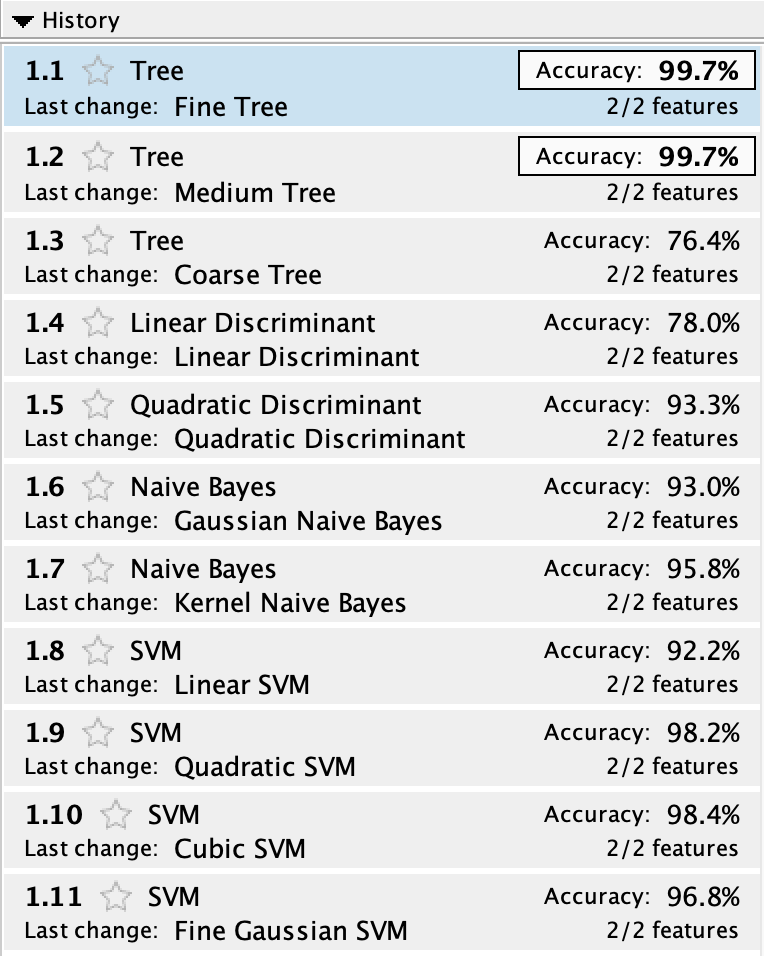 History
1.1 Tree Accuracy: 99.7%
Last change: Fine Tree 2/2 features
1.2 Tree Accuracy: 99.7%
Last change: Medium Tree 2/2 features
1.3 Tree Accuracy: 76.4%
Last change: Coarse Tree 2/2 features
1.4 Linear Discriminant Accuracy: 78.0%
Last change: Linear Discriminant 2/2 features
1.5 Quadratic Discriminant Accuracy: 93.3%
Last change: Quadratic Discriminant 2/2 features
1.6 Naive Bayes Accuracy: 93.0%
Last change: Gaussian Naive Bayes 2/2 features
1.7 Naive Bayes Accuracy: 95.8%
Last change: Kernel Naive Bayes 2/2 features
1.8 SVM Accuracy: 92.2%
Last change: Linear SVM 2/2 features
1.9 SVM Accuracy: 98.2%
Last change: Quadratic SVM 2/2 features
1.10 SVM Accuracy: 98.4%
Last change: Cubic SVM 2/2 features
1.11 SVM Accuracy: 96.8%
Last change: Fine Gaussian SVM 2/2 features